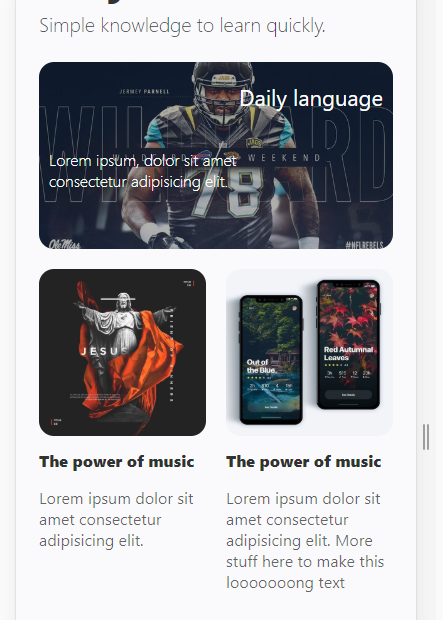 Simple knowledge to learn quickly.
JERMEY PARNELL
Daily language
WEEKEND
Lorem ipsum, dolor sit amet
consectetur adipisicing elit.
78
Ole Miss
#NFLREBELS
JESUS
Out of
the Blue
Red Autumnal
Leaves
The power of music
Lorem ipsum dolor sit
amet consectetur
adipisicing elit.
The power of music
Lorem ipsum dolor sit
amet consectetur
adipisicing elit. More
stuff here to make this
looooooong text